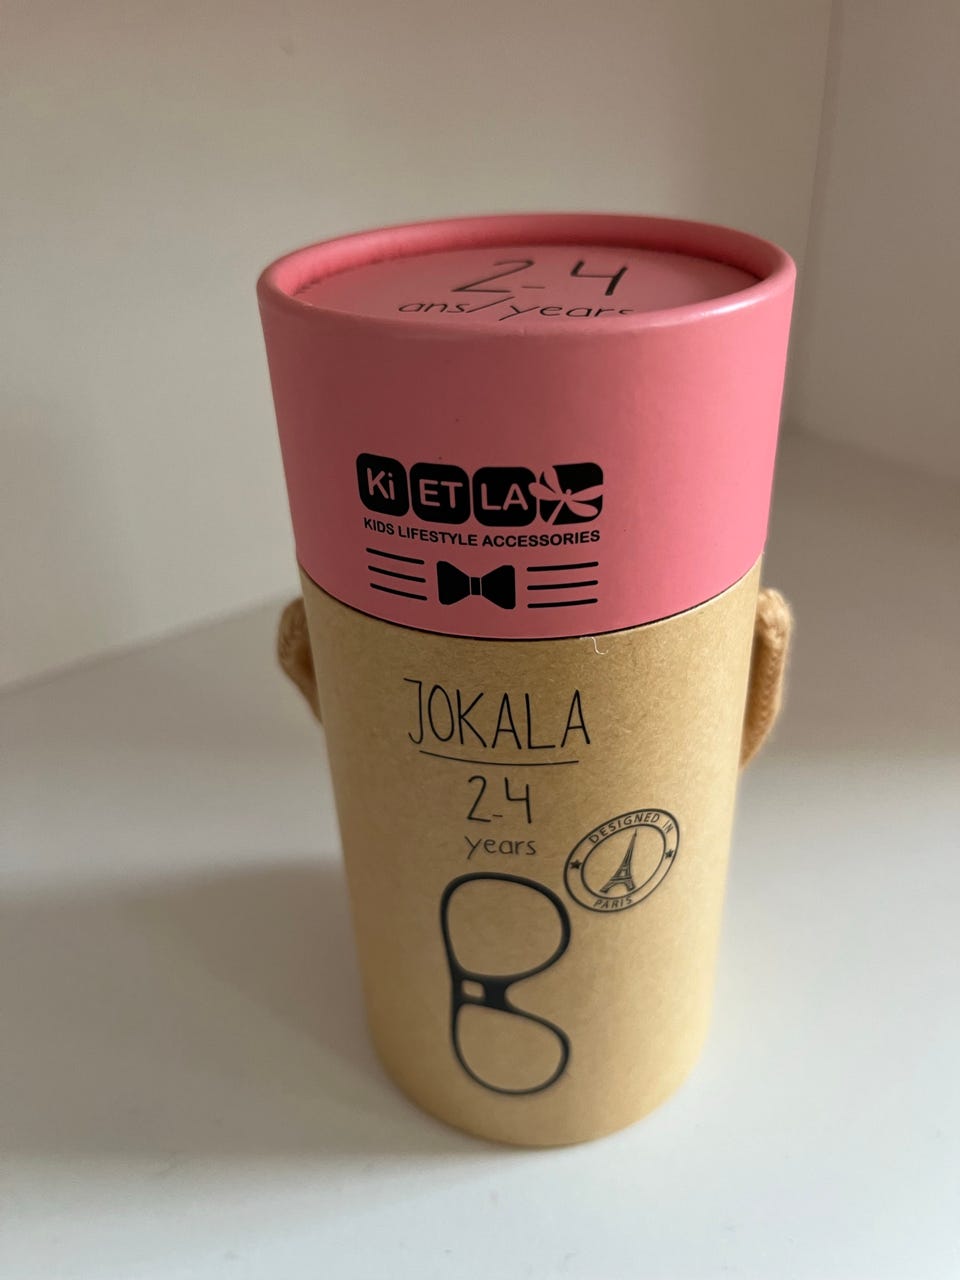 2-4
ans/years
Ki ET LA
KIDS LIFESTYLE ACCESSORIES
JOKALA
2-4
years
DESIGNED IN
PARIS